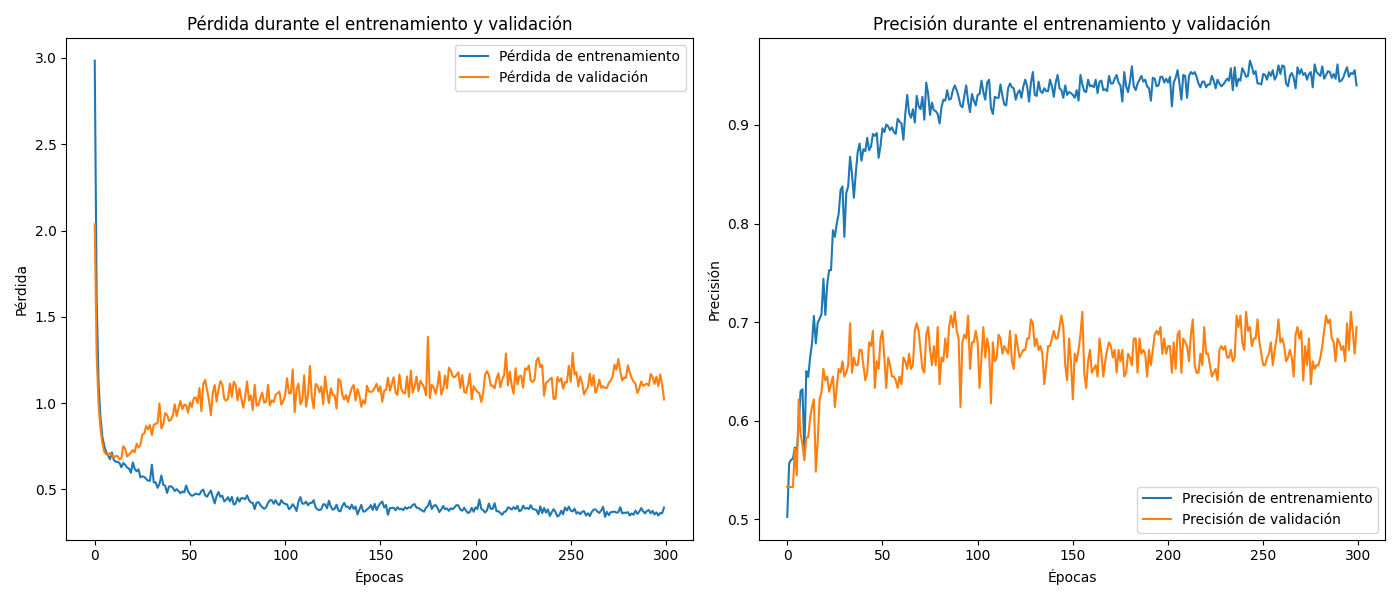 Pérdida durante el entrenamiento y validación
Pérdida de entrenamiento
Pérdida de validación
3.0
2.5
2.0
1.5
1.0
0.5
Pérdida
0
50
100
150
200
250
300
Épocas
Precisión durante el entrenamiento y validación
0.9
0.8
0.7
0.6
0.5
Precisión
Precisión de entrenamiento
Precisión de validación
0
50
100
150
200
250
300
Épocas